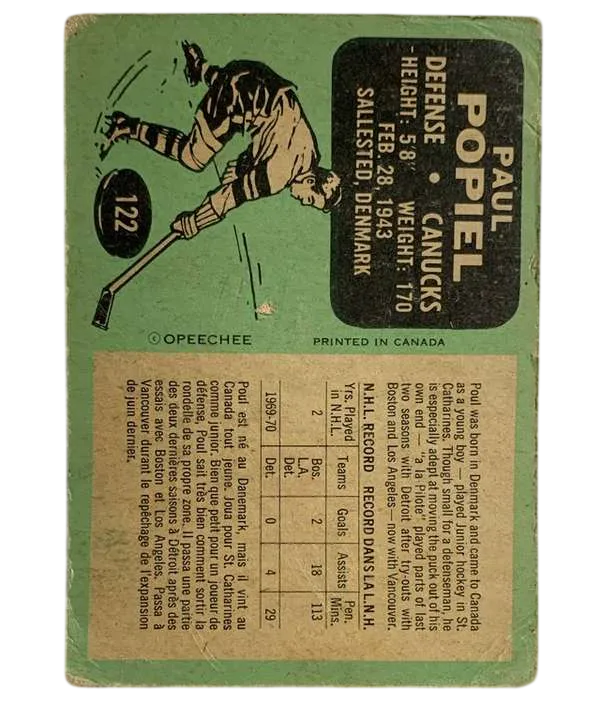 PAUL
POPIEL
DEFENSE • CANUCKS
HEIGHT: 5'8" WEIGHT: 170
FEB. 28, 1943
SALLESTED, DENMARK
122
© OPEECHEE
PRINTED IN CANADA
Poul was born in Denmark and came to Canada
as a young boy — played Junior hockey in St.
Catharines. Though small for a defenseman, he
is especially adept at moving the puck out of his
own end — "a la Pilote" played parts of last
two seasons with Detroit after try-outs with
Boston and Los Angeles — now with Vancouver.
N.H.L. RECORD RECORD DANS LA L.N.H.
Yrs. Played in N.H.L. Teams Goals Assists Pen. Mins.
2 Bos. L.A. Det. 2 18 113
1969-70 Det. 0 4 29
Poul est né au Danemark, mais il vint au
Canada tout jeune. Joua pour St. Catharines
comme junior. Bien que petit pour un joueur de
défense, Poul sait très bien comment sortir la
rondelle de sa propre zone. Il passa une partie
des deux dernières saisons à Détroit après des
essais avec Boston et Los Angeles. Passa à
Vancouver durant le repêchage de l'expansion
de juin dernier.